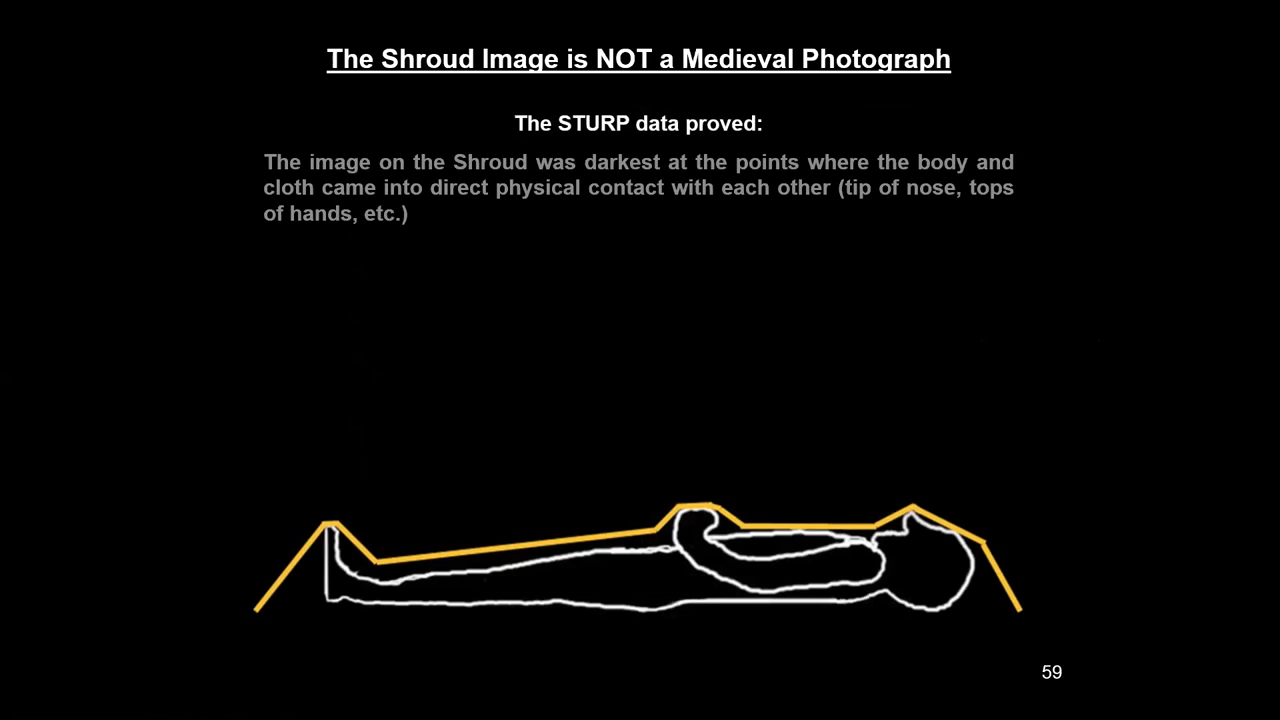 The Shroud Image is NOT a Medieval Photograph
The STURP data proved:
The image on the Shroud was darkest at the points where the body and
cloth came into direct physical contact with each other (tip of nose, tops
of hands, etc.)
59